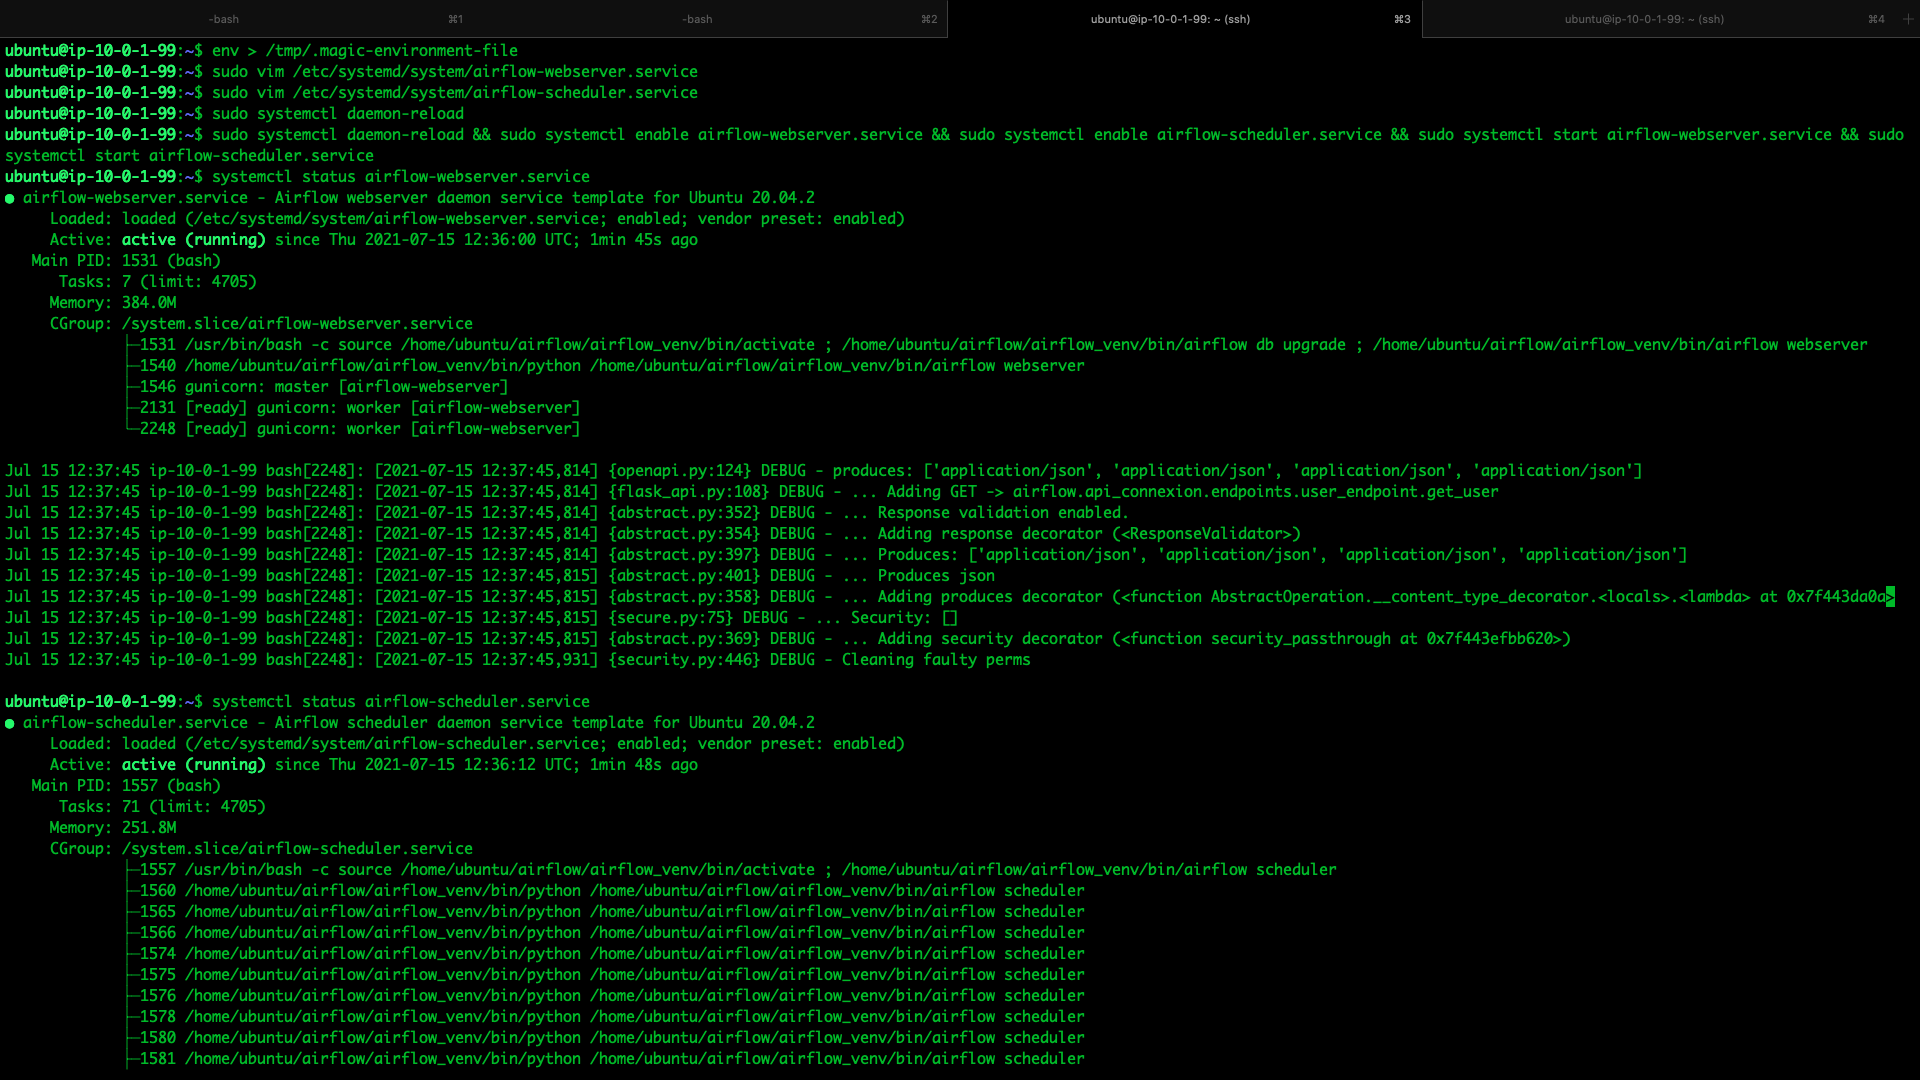 -bash ⌘1 -bash ⌘2 ubuntu@ip-10-0-1-99: ~ (ssh) ⌘3 ubuntu@ip-10-0-1-99: ~ (ssh) ⌘4 +
ubuntu@ip-10-0-1-99:~$ env > /tmp/.magic-environment-file
ubuntu@ip-10-0-1-99:~$ sudo vim /etc/systemd/system/airflow-webserver.service
ubuntu@ip-10-0-1-99:~$ sudo vim /etc/systemd/system/airflow-scheduler.service
ubuntu@ip-10-0-1-99:~$ sudo systemctl daemon-reload
ubuntu@ip-10-0-1-99:~$ sudo systemctl daemon-reload && sudo systemctl enable airflow-webserver.service && sudo systemctl enable airflow-scheduler.service && sudo systemctl start airflow-webserver.service && sudo
systemctl start airflow-scheduler.service
ubuntu@ip-10-0-1-99:~$ systemctl status airflow-webserver.service
● airflow-webserver.service - Airflow webserver daemon service template for Ubuntu 20.04.2
     Loaded: loaded (/etc/systemd/system/airflow-webserver.service; enabled; vendor preset: enabled)
     Active: active (running) since Thu 2021-07-15 12:36:00 UTC; 1min 45s ago
   Main PID: 1531 (bash)
      Tasks: 7 (limit: 4705)
     Memory: 384.0M
     CGroup: /system.slice/airflow-webserver.service
             ├─1531 /usr/bin/bash -c source /home/ubuntu/airflow/airflow_venv/bin/activate ; /home/ubuntu/airflow/airflow_venv/bin/airflow db upgrade ; /home/ubuntu/airflow/airflow_venv/bin/airflow webserver
             ├─1540 /home/ubuntu/airflow/airflow_venv/bin/python /home/ubuntu/airflow/airflow_venv/bin/airflow webserver
             ├─1546 gunicorn: master [airflow-webserver]
             ├─2131 [ready] gunicorn: worker [airflow-webserver]
             └─2248 [ready] gunicorn: worker [airflow-webserver]
Jul 15 12:37:45 ip-10-0-1-99 bash[2248]: [2021-07-15 12:37:45,814] {openapi.py:124} DEBUG - produces: ['application/json', 'application/json', 'application/json', 'application/json']
Jul 15 12:37:45 ip-10-0-1-99 bash[2248]: [2021-07-15 12:37:45,814] {flask_api.py:108} DEBUG - ... Adding GET -> airflow.api_connexion.endpoints.user_endpoint.get_user
Jul 15 12:37:45 ip-10-0-1-99 bash[2248]: [2021-07-15 12:37:45,814] {abstract.py:352} DEBUG - ... Response validation enabled.
Jul 15 12:37:45 ip-10-0-1-99 bash[2248]: [2021-07-15 12:37:45,814] {abstract.py:354} DEBUG - ... Adding response decorator (<ResponseValidator>)
Jul 15 12:37:45 ip-10-0-1-99 bash[2248]: [2021-07-15 12:37:45,814] {abstract.py:397} DEBUG - ... Produces: ['application/json', 'application/json', 'application/json', 'application/json']
Jul 15 12:37:45 ip-10-0-1-99 bash[2248]: [2021-07-15 12:37:45,815] {abstract.py:401} DEBUG - ... Produces json
Jul 15 12:37:45 ip-10-0-1-99 bash[2248]: [2021-07-15 12:37:45,815] {abstract.py:358} DEBUG - ... Adding produces decorator (<function AbstractOperation.__content_type_decorator.<locals>.<lambda> at 0x7f443da0a>
Jul 15 12:37:45 ip-10-0-1-99 bash[2248]: [2021-07-15 12:37:45,815] {secure.py:75} DEBUG - ... Security: []
Jul 15 12:37:45 ip-10-0-1-99 bash[2248]: [2021-07-15 12:37:45,815] {abstract.py:369} DEBUG - ... Adding security decorator (<function security_passthrough at 0x7f443efbb620>)
Jul 15 12:37:45 ip-10-0-1-99 bash[2248]: [2021-07-15 12:37:45,931] {security.py:446} DEBUG - Cleaning faulty perms
ubuntu@ip-10-0-1-99:~$ systemctl status airflow-scheduler.service
● airflow-scheduler.service - Airflow scheduler daemon service template for Ubuntu 20.04.2
     Loaded: loaded (/etc/systemd/system/airflow-scheduler.service; enabled; vendor preset: enabled)
     Active: active (running) since Thu 2021-07-15 12:36:12 UTC; 1min 48s ago
   Main PID: 1557 (bash)
      Tasks: 71 (limit: 4705)
     Memory: 251.8M
     CGroup: /system.slice/airflow-scheduler.service
             ├─1557 /usr/bin/bash -c source /home/ubuntu/airflow/airflow_venv/bin/activate ; /home/ubuntu/airflow/airflow_venv/bin/airflow scheduler
             ├─1560 /home/ubuntu/airflow/airflow_venv/bin/python /home/ubuntu/airflow/airflow_venv/bin/airflow scheduler
             ├─1565 /home/ubuntu/airflow/airflow_venv/bin/python /home/ubuntu/airflow/airflow_venv/bin/airflow scheduler
             ├─1566 /home/ubuntu/airflow/airflow_venv/bin/python /home/ubuntu/airflow/airflow_venv/bin/airflow scheduler
             ├─1574 /home/ubuntu/airflow/airflow_venv/bin/python /home/ubuntu/airflow/airflow_venv/bin/airflow scheduler
             ├─1575 /home/ubuntu/airflow/airflow_venv/bin/python /home/ubuntu/airflow/airflow_venv/bin/airflow scheduler
             ├─1576 /home/ubuntu/airflow/airflow_venv/bin/python /home/ubuntu/airflow/airflow_venv/bin/airflow scheduler
             ├─1578 /home/ubuntu/airflow/airflow_venv/bin/python /home/ubuntu/airflow/airflow_venv/bin/airflow scheduler
             ├─1580 /home/ubuntu/airflow/airflow_venv/bin/python /home/ubuntu/airflow/airflow_venv/bin/airflow scheduler
             ├─1581 /home/ubuntu/airflow/airflow_venv/bin/python /home/ubuntu/airflow/airflow_venv/bin/airflow scheduler